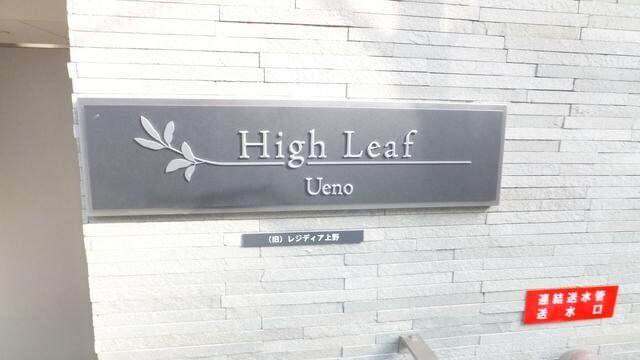 High Leaf
Ueno
（旧）レジディア上野
連結送水管
送水口